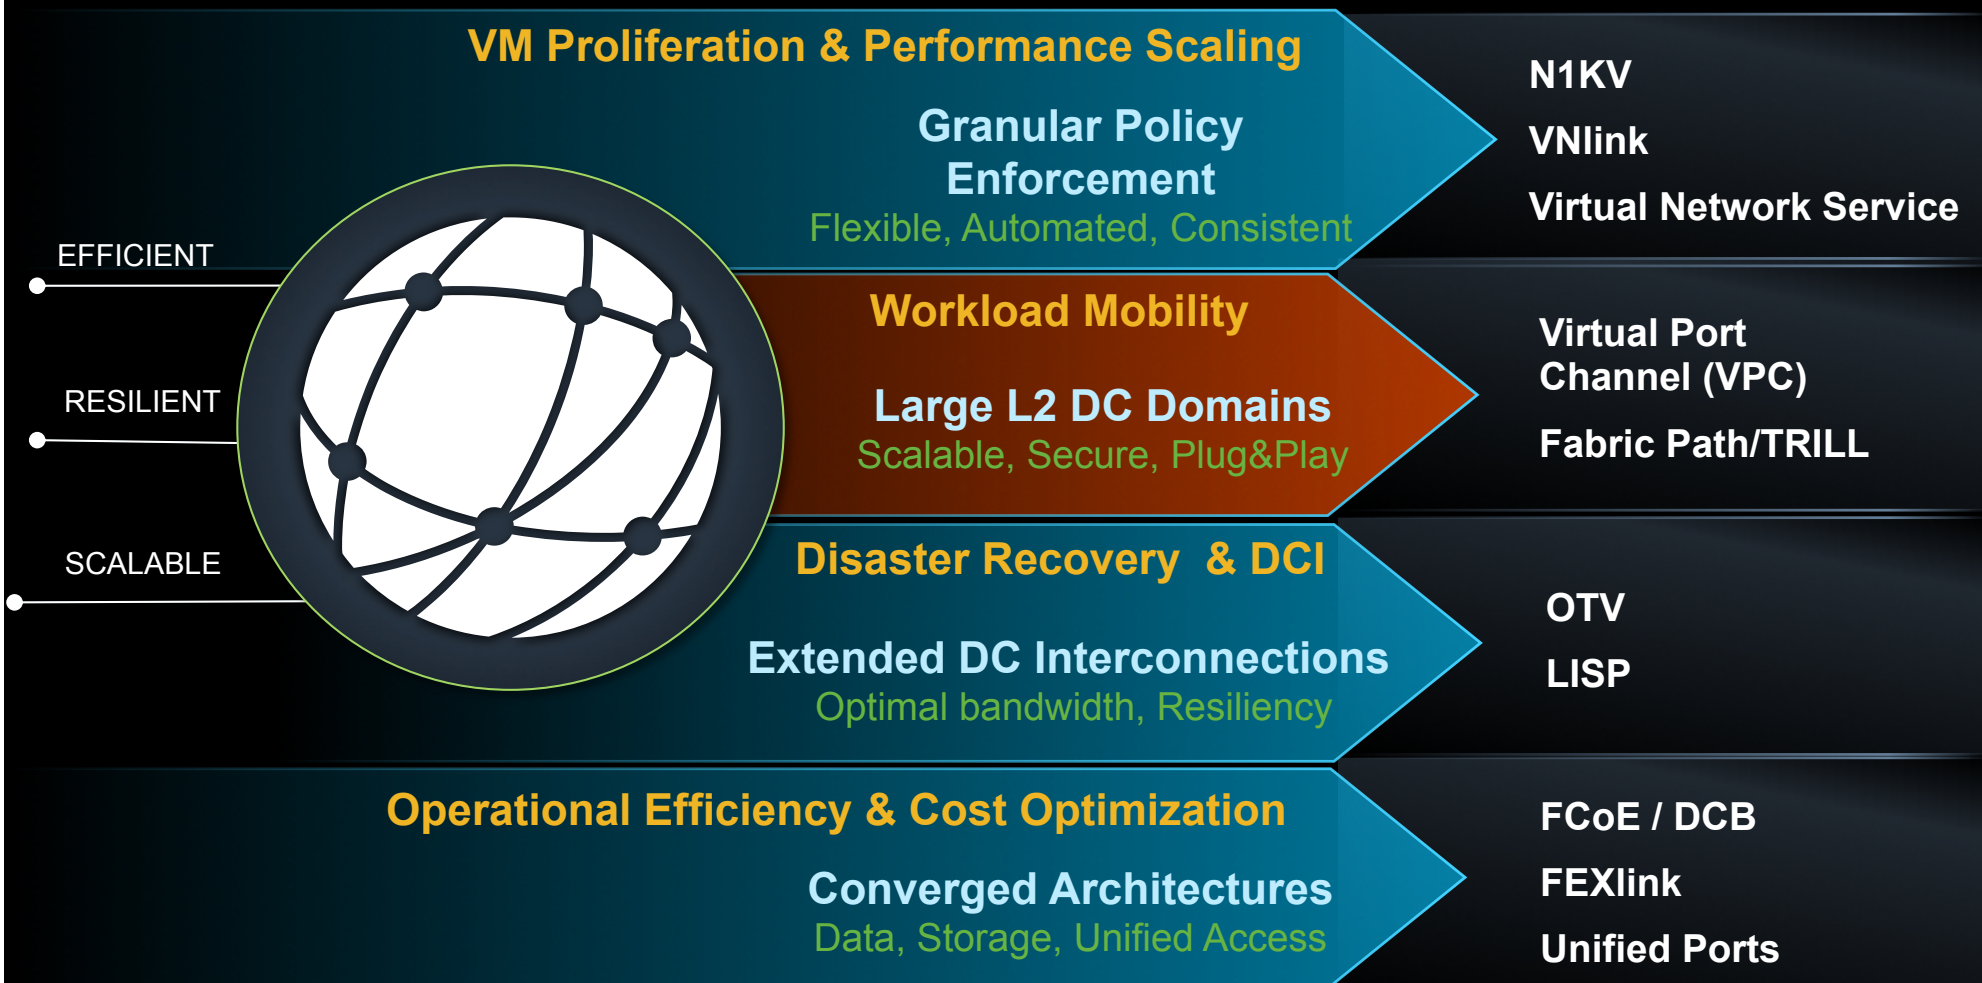 VM Proliferation & Performance Scaling
Granular Policy
Enforcement
Flexible, Automated, Consistent
N1KV
VNlink
Virtual Network Service
EFFICIENT
RESILIENT
SCALABLE
Workload Mobility
Large L2 DC Domains
Scalable, Secure, Plug&Play
Virtual Port
Channel (VPC)
Fabric Path/TRILL
Disaster Recovery  & DCI
Extended DC Interconnections
Optimal bandwidth, Resiliency
OTV
LISP
Operational Efficiency & Cost Optimization
Converged Architectures
Data, Storage, Unified Access
FCoE / DCB
FEXlink
Unified Ports